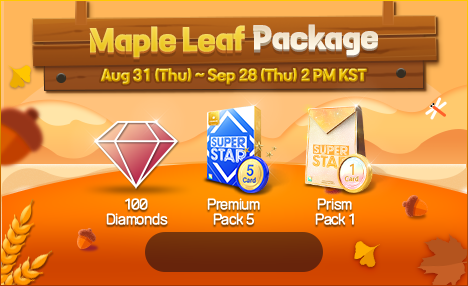 Maple Leaf Package
Aug 31 (Thu) ~ Sep 28 (Thu) 2 PM KST
SUPER
STAR
5
Card
SUPER
STAR
1
Card
100
Diamonds
Premium
Pack 5
Prism
Pack 1